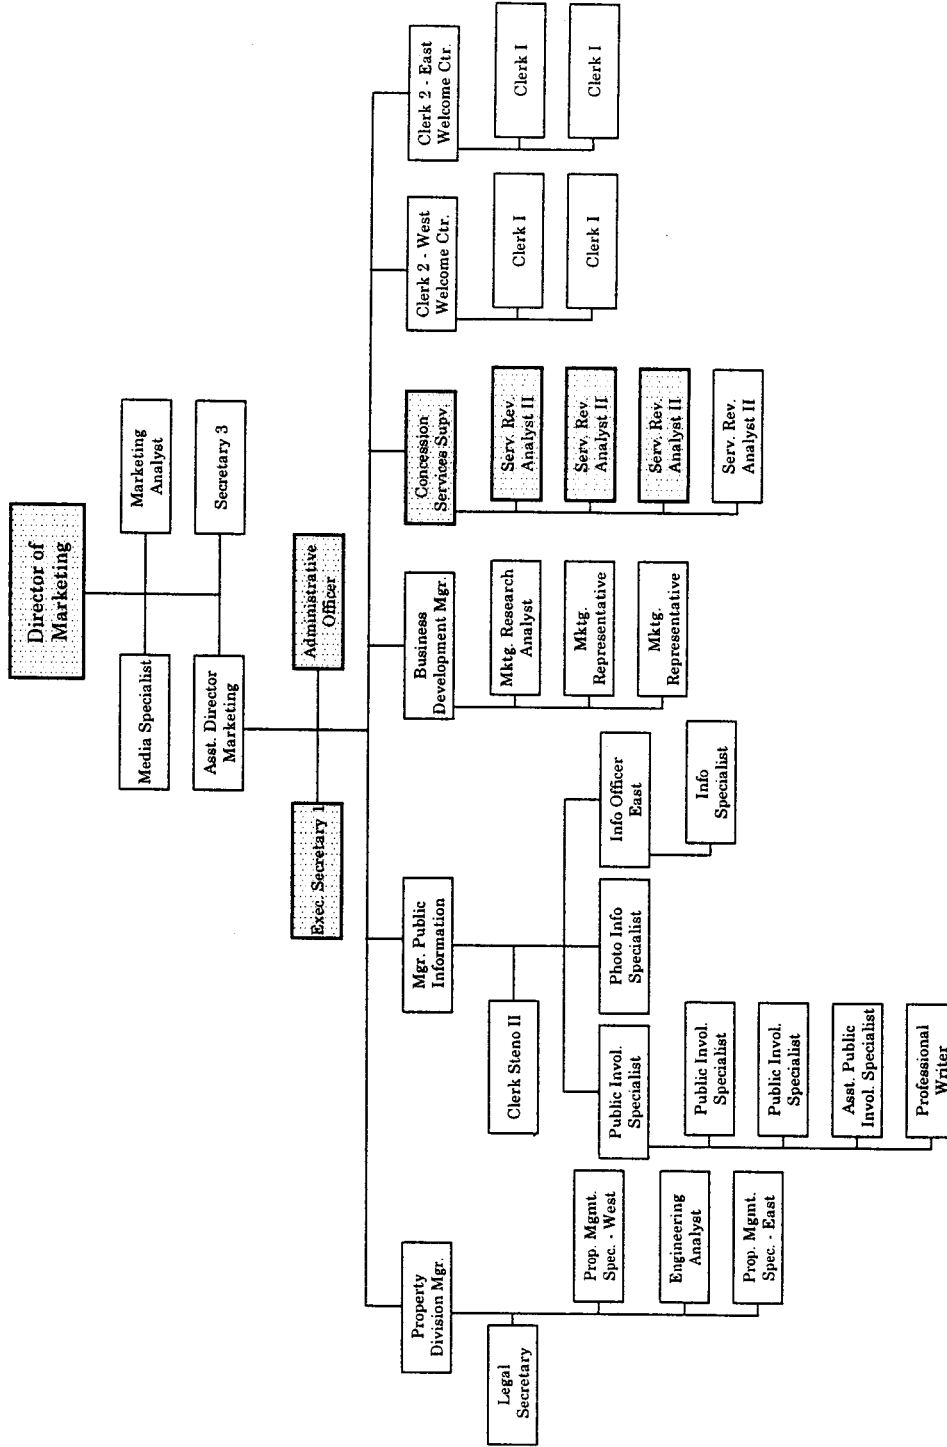 Director of
Marketing
Media Specialist
Marketing
Analyst
Asst. Director
Marketing
Secretary 3
Exec. Secretary 1
Administrative
Officer
Property
Division Mgr.
Legal
Secretary
Prop. Mgmt.
Spec. - West
Engineering
Analyst
Prop. Mgmt.
Spec. - East
Mgr. Public
Information
Clerk Steno II
Public Invol.
Specialist
Public Invol.
Specialist
Public Invol.
Specialist
Asst. Public
Invol. Specialist
Professional
Writer
Photo Info
Specialist
Info Officer
East
Info
Specialist
Business
Development Mgr.
Mktg. Research
Analyst
Mktg.
Representative
Mktg.
Representative
Concession
Services Supv.
Serv. Rev.
Analyst II
Serv. Rev.
Analyst II
Serv. Rev.
Analyst II
Serv. Rev.
Analyst II
Clerk 2 - West
Welcome Ctr.
Clerk I
Clerk I
Clerk 2 - East
Welcome Ctr.
Clerk I
Clerk I